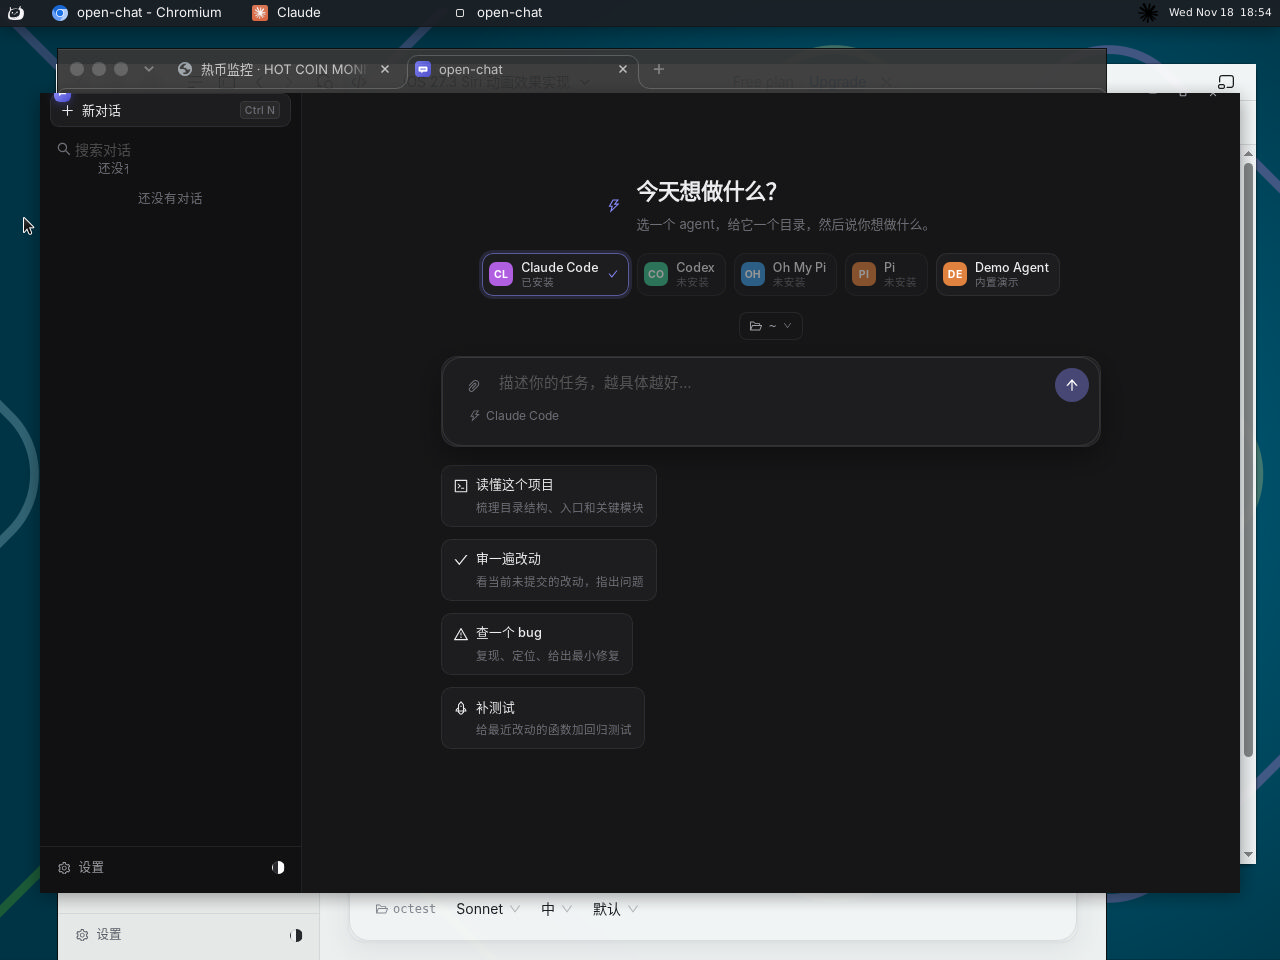 open-chat - Chromium
Claude
open-chat
Wed Nov 18 18:54
热币监控 · HOT COIN MON
open-chat
动画效果实现
Free plan · Upgrade
新对话
Ctrl N
搜索对话
还没
还没有对话
今天想做什么？
选一个 agent，给它一个目录，然后说你想做什么。
CL
Claude Code
已安装
CO
Codex
未安装
OH
Oh My Pi
未安装
PI
Pi
未安装
DE
Demo Agent
内置演示
~
描述你的任务，越具体越好...
Claude Code
读懂这个项目
梳理目录结构、入口和关键模块
审一遍改动
看当前未提交的改动，指出问题
查一个 bug
复现、定位、给出最小修复
补测试
给最近改动的函数加回归测试
设置
octest
Sonnet
中
默认
设置